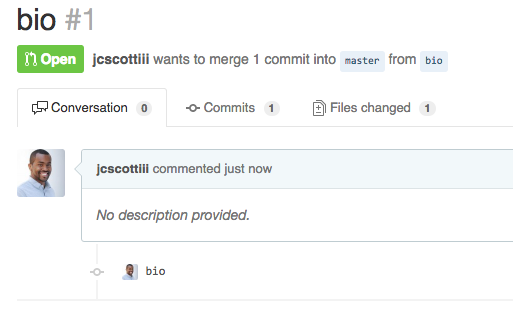 bio #1
Open jcscottiii wants to merge 1 commit into master from bio
Conversation 0 Commits 1 Files changed 1
jcscottiii commented just now
No description provided.
bio